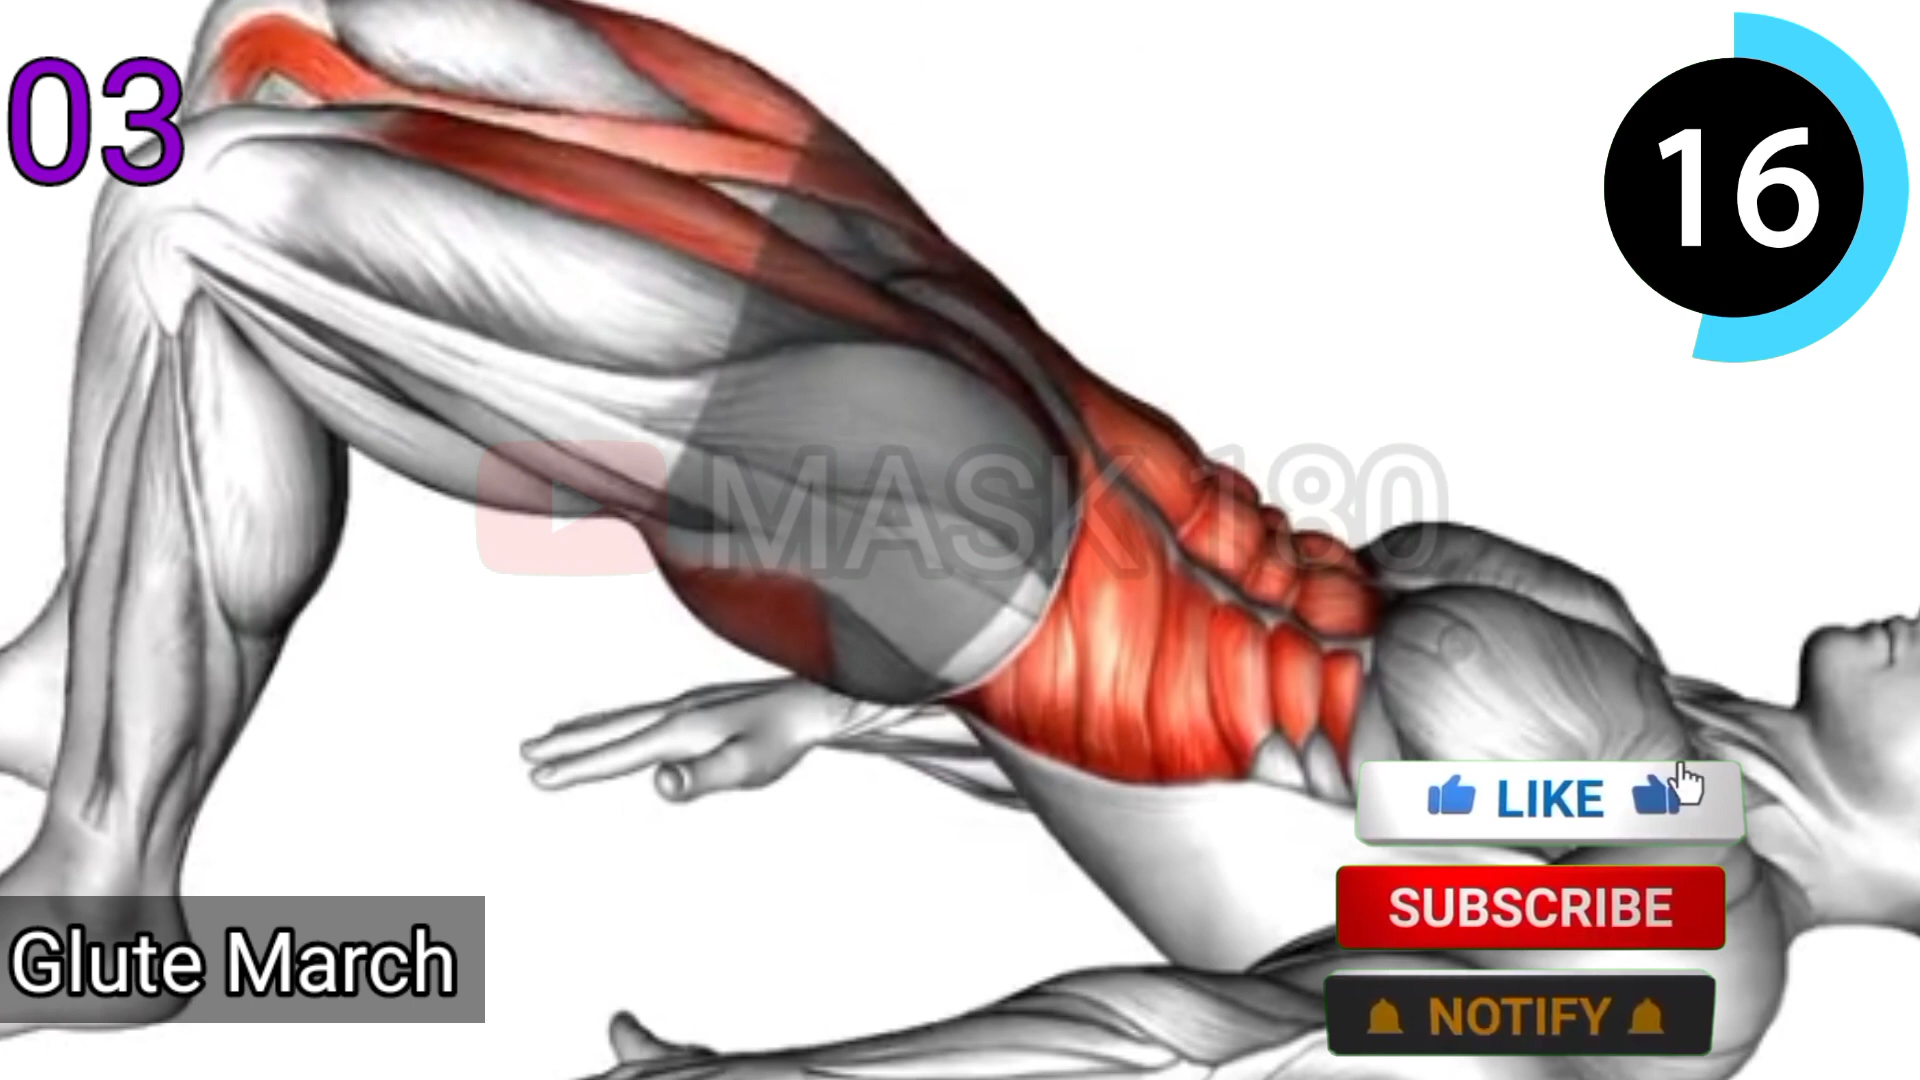 03
16
MASK 180
LIKE
SUBSCRIBE
Glute March
NOTIFY